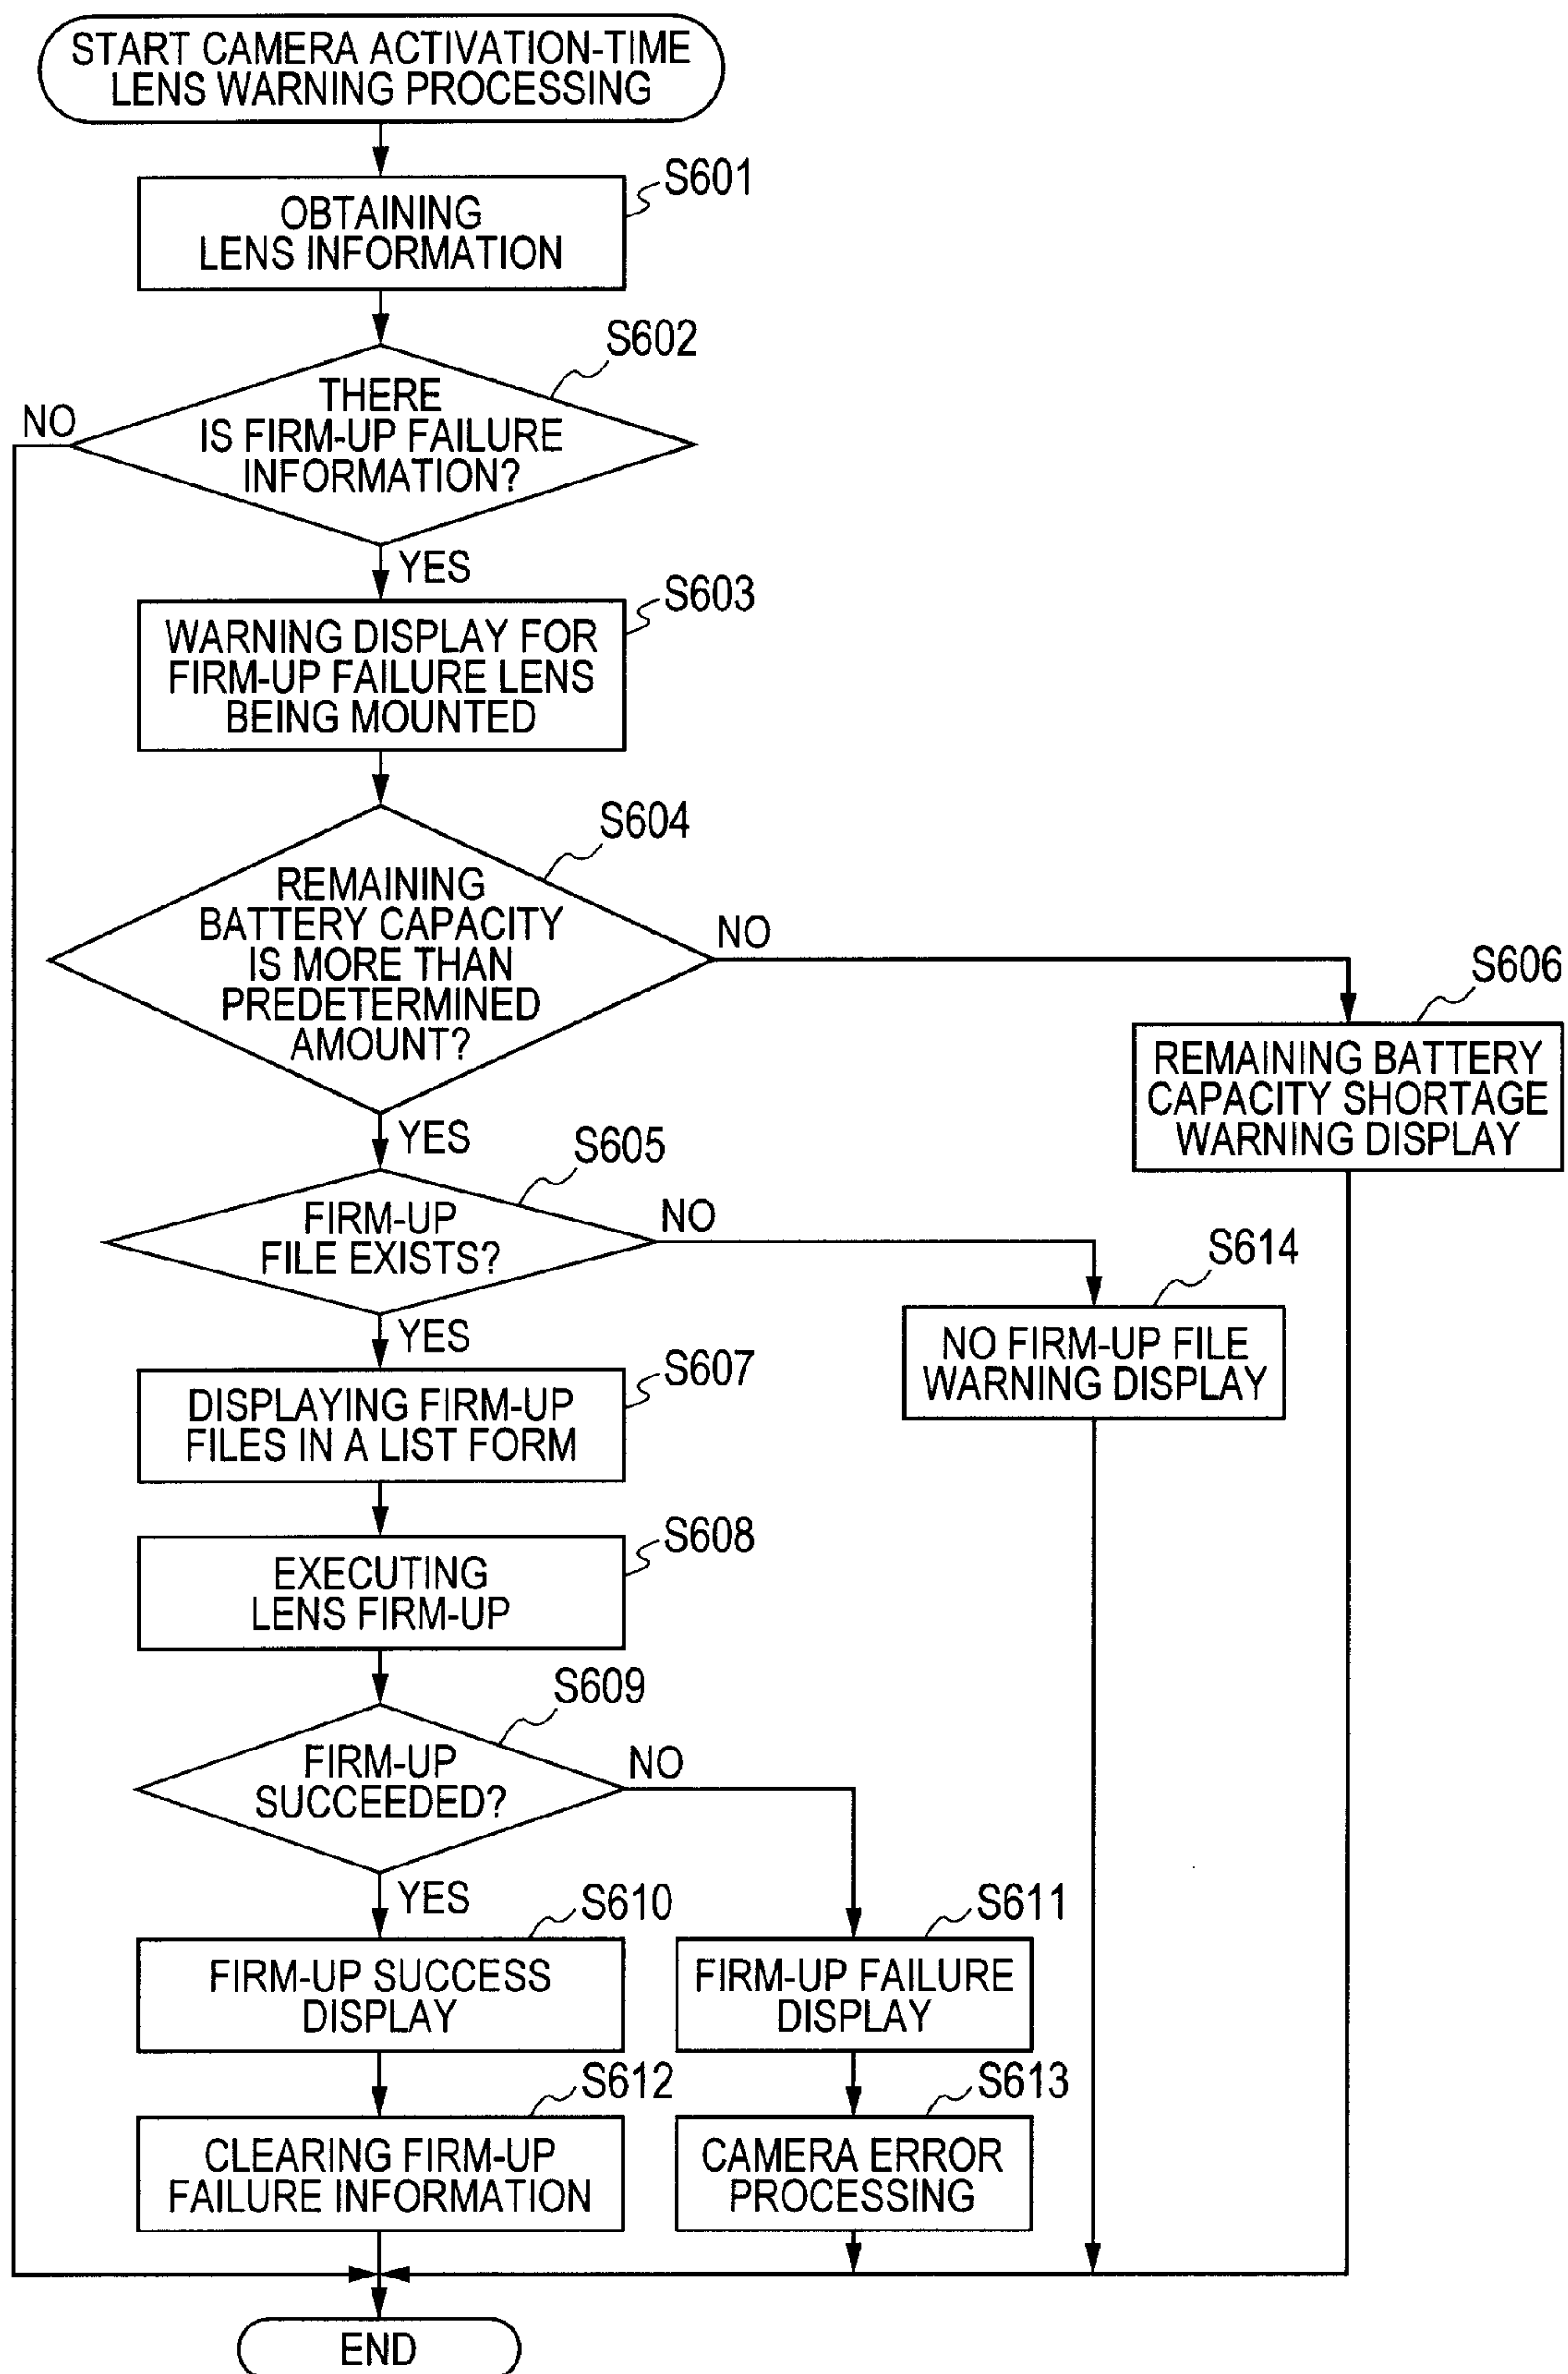 START CAMERA ACTIVATION-TIME
LENS WARNING PROCESSING
S601
OBTAINING
LENS INFORMATION
S602
THERE
IS FIRM-UP FAILURE
INFORMATION?
NO
YES
S603
WARNING DISPLAY FOR
FIRM-UP FAILURE LENS
BEING MOUNTED
S604
REMAINING
BATTERY CAPACITY
IS MORE THAN
PREDETERMINED
AMOUNT?
NO
S606
REMAINING BATTERY
CAPACITY SHORTAGE
WARNING DISPLAY
YES
S605
FIRM-UP
FILE EXISTS?
NO
S614
NO FIRM-UP FILE
WARNING DISPLAY
YES
S607
DISPLAYING FIRM-UP
FILES IN A LIST FORM
S608
EXECUTING
LENS FIRM-UP
S609
FIRM-UP
SUCCEEDED?
NO
YES
S610
FIRM-UP SUCCESS
DISPLAY
S611
FIRM-UP FAILURE
DISPLAY
S612
CLEARING FIRM-UP
FAILURE INFORMATION
S613
CAMERA ERROR
PROCESSING
END